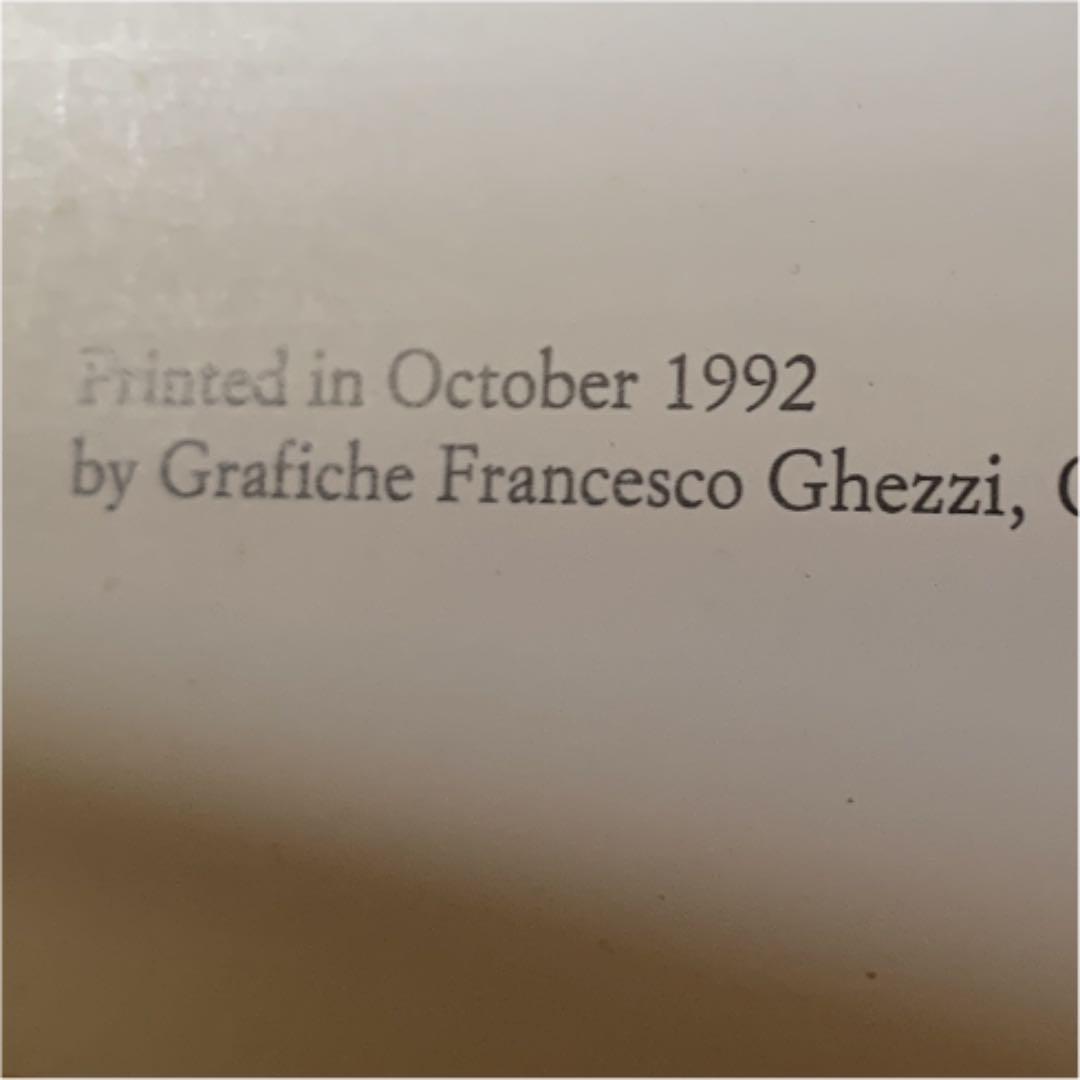 Printed in October 1992
by Grafiche Francesco Ghezzi,